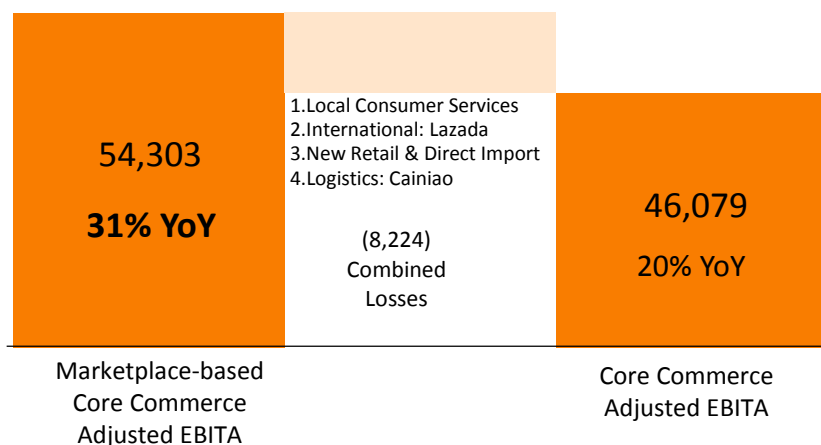 54,303
31% YoY
1.Local Consumer Services
2.International: Lazada
3.New Retail & Direct Import
4.Logistics: Cainiao
(8,224)
Combined
Losses
46,079
20% YoY
Marketplace-based
Core Commerce
Adjusted EBITA
Core Commerce
Adjusted EBITA